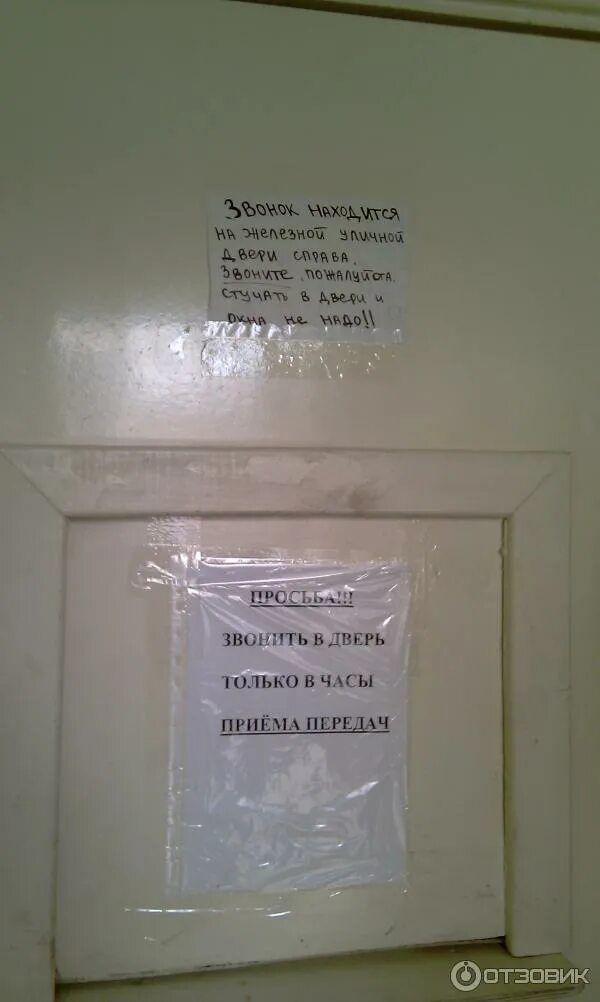 Звонок находится
на железной уличной
двери справа.
Звоните, пожалуйста.
стучать в двери и
окна не надо!!
ПРОСЬБА!!!
ЗВОНИТЬ В ДВЕРЬ
ТОЛЬКО В ЧАСЫ
ПРИЁМА ПЕРЕДАЧ
ОТЗОВИК